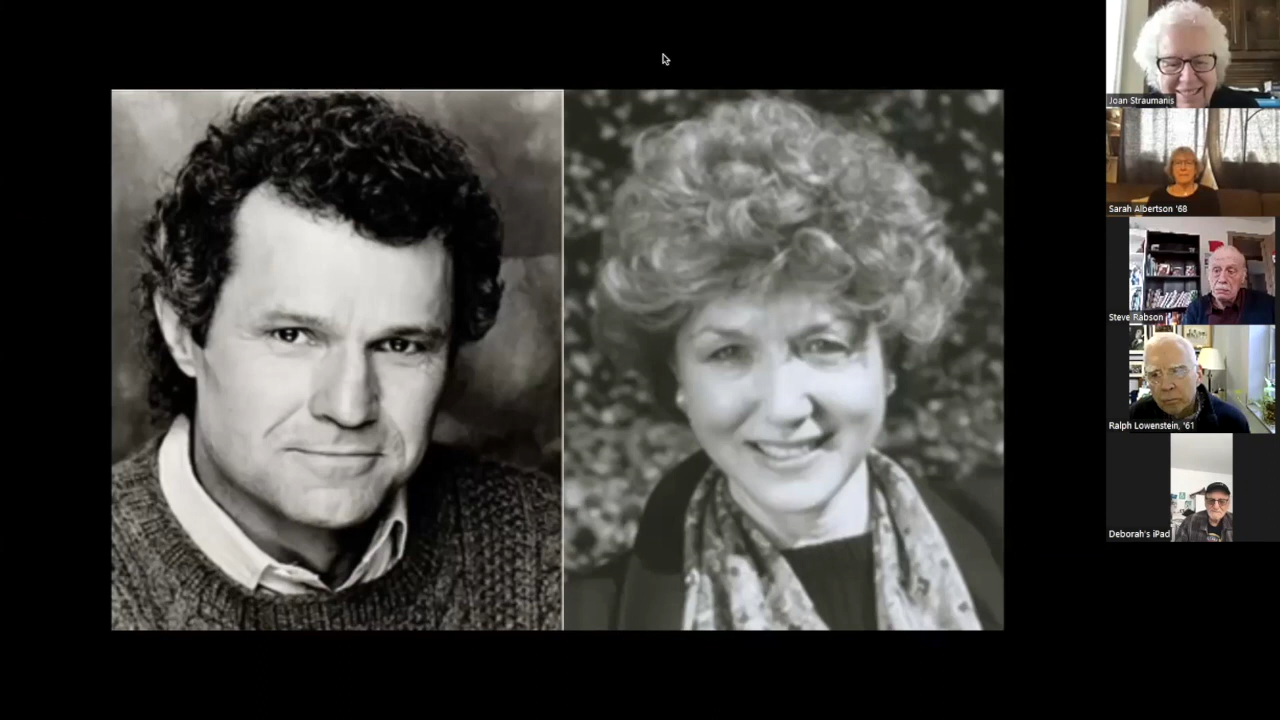 Joan Straumanis
Sarah Albertson '68
Steve Rabson
Ralph Lowenstein, '61
Deborah's iPad